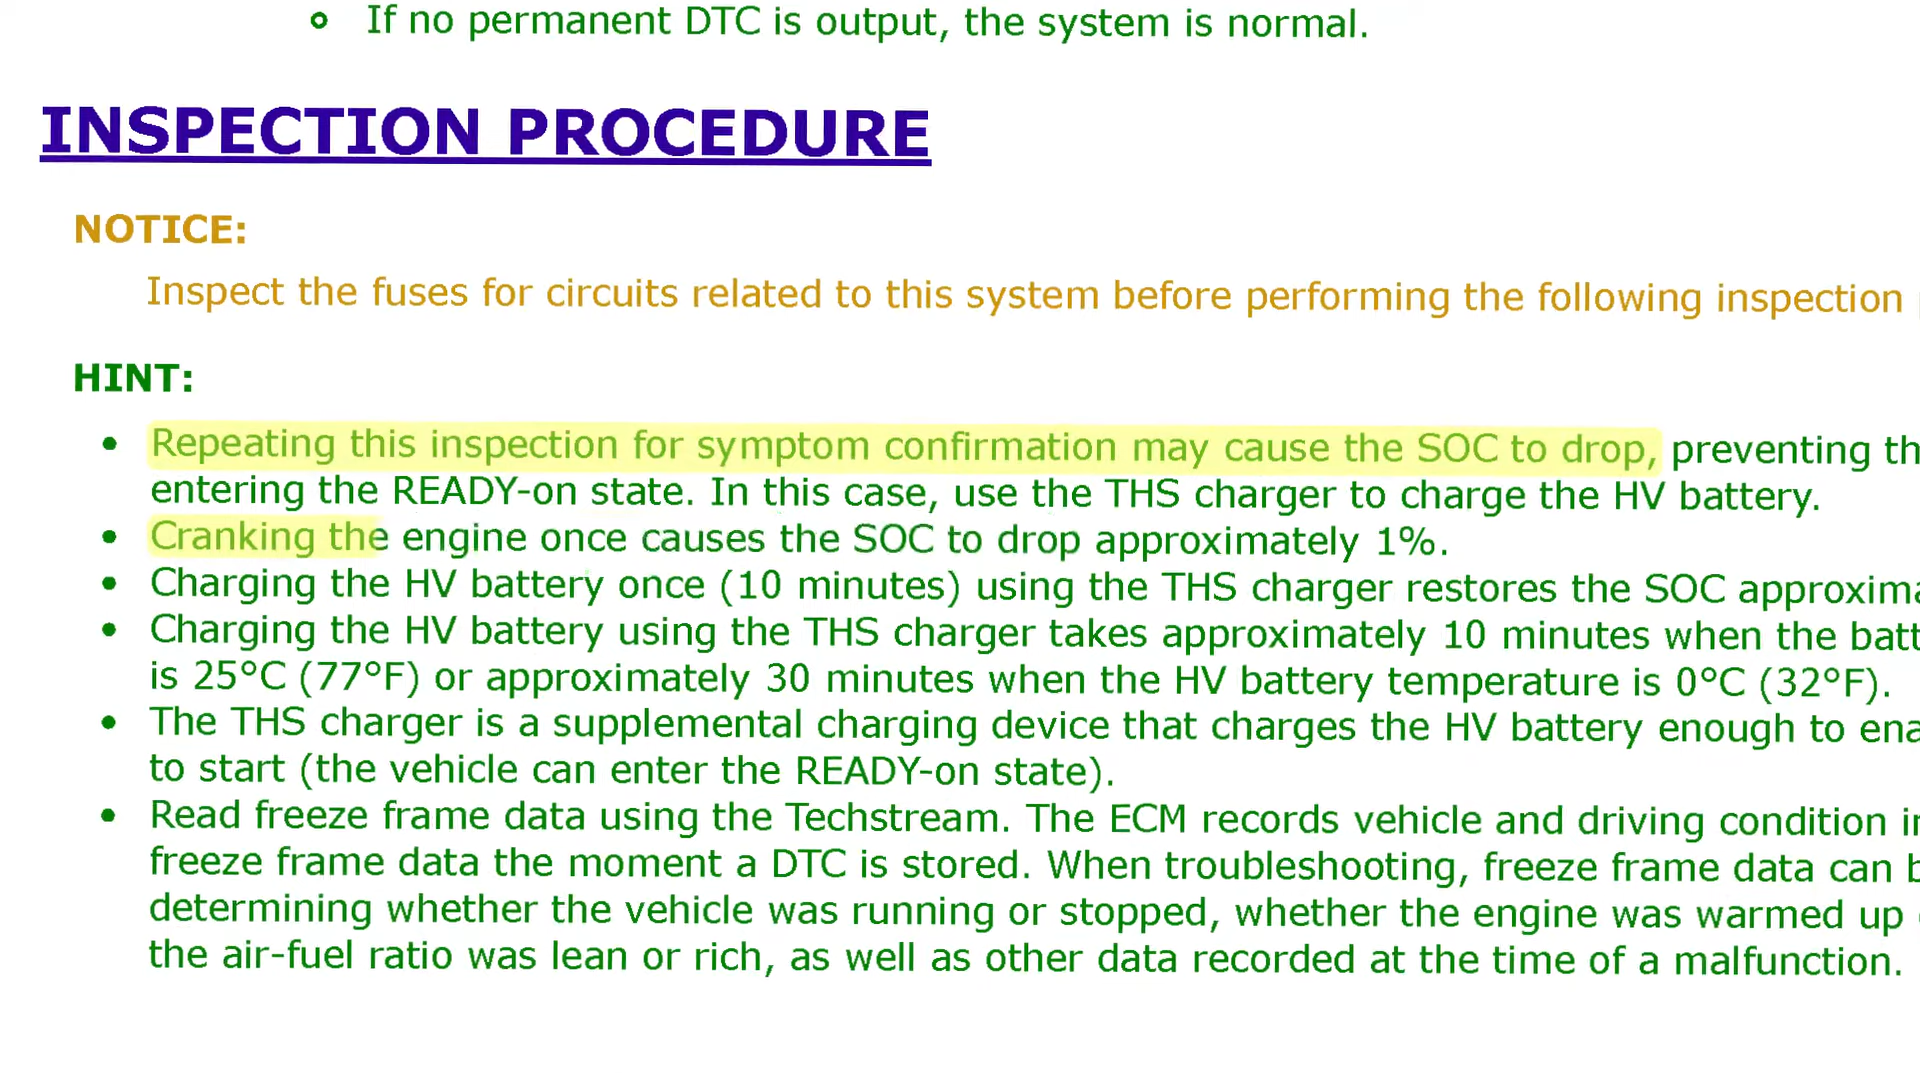 If no permanent DTC is output, the system is normal.
INSPECTION PROCEDURE
NOTICE:
Inspect the fuses for circuits related to this system before performing the following inspection
HINT:
Repeating this inspection for symptom confirmation may cause the SOC to drop, preventing
entering the READY-on state. In this case, use the THS charger to charge the HV battery.
Cranking the engine once causes the SOC to drop approximately 1%.
Charging the HV battery once (10 minutes) using the THS charger restores the SOC
Charging the HV battery using the THS charger takes approximately 10 minutes when the
is 25°C (77°F) or approximately 30 minutes when the HV battery temperature is 0°C (32°F).
The THS charger is a supplemental charging device that charges the HV battery enough to
to start (the vehicle can enter the READY-on state).
Read freeze frame data using the Techstream. The ECM records vehicle and driving condition
freeze frame data the moment a DTC is stored. When troubleshooting, freeze frame data can
determining whether the vehicle was running or stopped, whether the engine was warmed up
the air-fuel ratio was lean or rich, as well as other data recorded at the time of a malfunction.